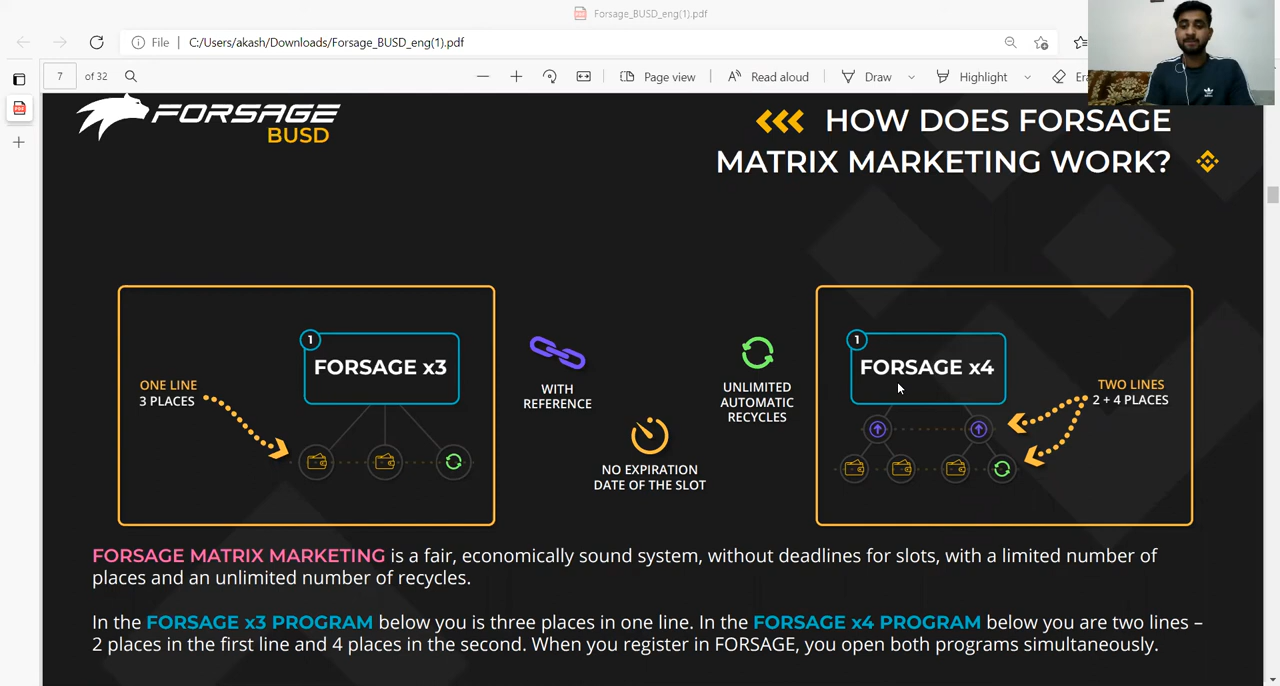 Forsage_BUSD_eng(1).pdf
File C:/Users/akash/Downloads/Forsage_BUSD_eng(1).pdf
7 of 32 Page view Read aloud Draw Highlight
FORSAGE
BUSD
HOW DOES FORSAGE
MATRIX MARKETING WORK?
1
FORSAGE x3
ONE LINE
3 PLACES
WITH
REFERENCE
NO EXPIRATION
DATE OF THE SLOT
UNLIMITED
AUTOMATIC
RECYCLES
1
FORSAGE x4
TWO LINES
2 + 4 PLACES
FORSAGE MATRIX MARKETING is a fair, economically sound system, without deadlines for slots, with a limited number of
places and an unlimited number of recycles.
In the FORSAGE x3 PROGRAM below you is three places in one line. In the FORSAGE x4 PROGRAM below you are two lines –
2 places in the first line and 4 places in the second. When you register in FORSAGE, you open both programs simultaneously.